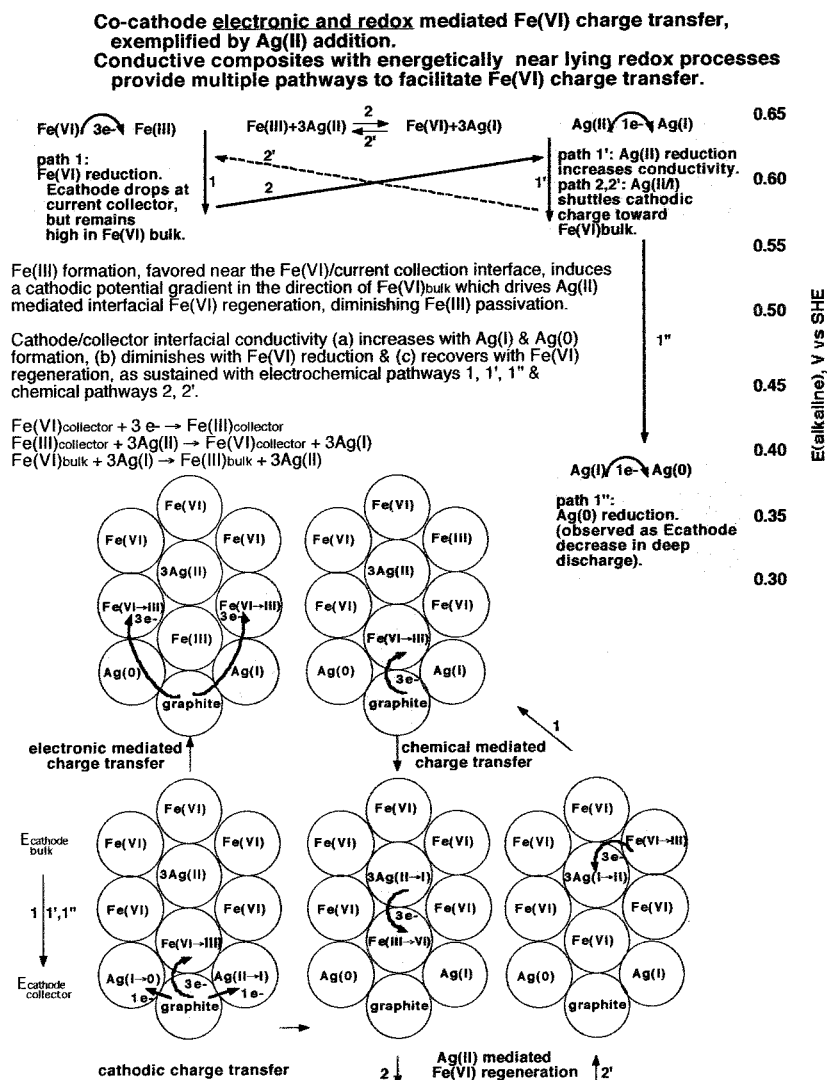 Co-cathode electronic and redox mediated Fe(VI) charge transfer,
exemplified by Ag(II) addition.
Conductive composites with energetically near lying redox processes
provide multiple pathways to facilitate Fe(VI) charge transfer.
Fe(VI) 3e- Fe(III)
Fe(III)+3Ag(II) 2 2' Fe(VI)+3Ag(I)
Ag(II) 1e- Ag(I)
path 1:
Fe(VI) reduction.
Ecathode drops at
current collector,
but remains
high in Fe(VI) bulk.
1
2'
2
1'
path 1': Ag(II) reduction
increases conductivity.
path 2,2': Ag(II/I)
shuttles cathodic
charge toward
Fe(VI)bulk.
0.65
0.60
0.55
0.50
0.45
0.40
0.35
0.30
E(alkaline), V vs SHE
1"
Fe(III) formation, favored near the Fe(VI)/current collection interface, induces
a cathodic potential gradient in the direction of Fe(VI)bulk which drives Ag(II)
mediated interfacial Fe(VI) regeneration, diminishing Fe(III) passivation.
Cathode/collector interfacial conductivity (a) increases with Ag(I) & Ag(0)
formation, (b) diminishes with Fe(VI) reduction & (c) recovers with Fe(VI)
regeneration, as sustained with electrochemical pathways 1, 1', 1" &
chemical pathways 2, 2'.
Fe(VI)collector + 3 e- → Fe(III)collector
Fe(III)collector + 3Ag(II) → Fe(VI)collector + 3Ag(I)
Fe(VI)bulk + 3Ag(I) → Fe(III)bulk + 3Ag(II)
Ag(I) 1e- Ag(0)
path 1":
Ag(0) reduction.
(observed as Ecathode
decrease in deep
discharge).
Fe(VI)
Fe(VI) Fe(VI)
3Ag(II)
Fe(VI→III) Fe(VI→III)
3e- 3e-
Fe(III)
Ag(0) Ag(I)
graphite
Fe(VI)
Fe(VI) Fe(III)
3Ag(II)
Fe(VI) Fe(VI)
Fe(VI→III)
Ag(0) 3e- Ag(I)
graphite
electronic mediated
charge transfer
chemical mediated
charge transfer
1
Ecathode
bulk
1 1',1"
Ecathode
collector
Fe(VI)
Fe(VI) Fe(VI)
3Ag(II)
Fe(VI) Fe(VI)
Fe(VI→III)
Ag(I→0) 3e- Ag(II→I)
1e- 1e-
graphite
Fe(VI)
Fe(VI) Fe(VI)
3Ag(II→I)
Fe(VI) 3e- Fe(VI)
Fe(III→VI)
Ag(0) Ag(I)
graphite
Fe(VI)
Fe(VI) Fe(VI→III)
3e-
3Ag(I→II)
Fe(VI) Fe(VI)
Fe(VI)
Ag(0) Ag(I)
graphite
cathodic charge transfer
2
Ag(II) mediated
Fe(VI) regeneration
2'